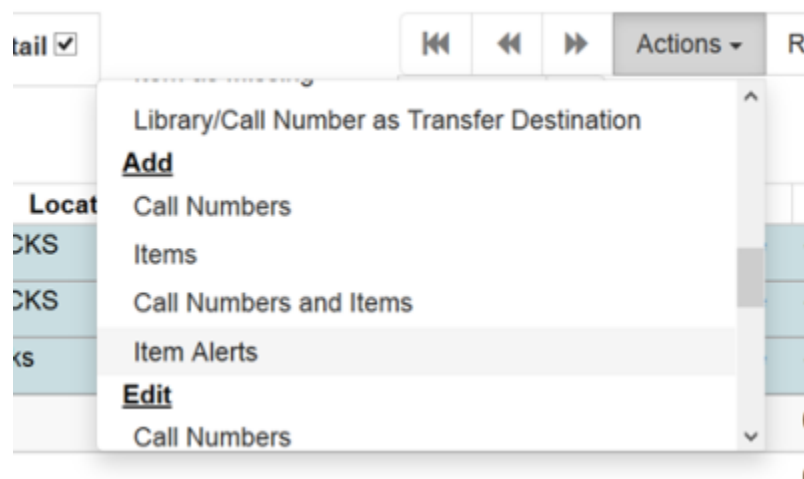 tail
Actions
Library/Call Number as Transfer Destination
Add
Call Numbers
Locat
Items
CKS
Call Numbers and Items
CKS
Item Alerts
ks
Edit
Call Numbers